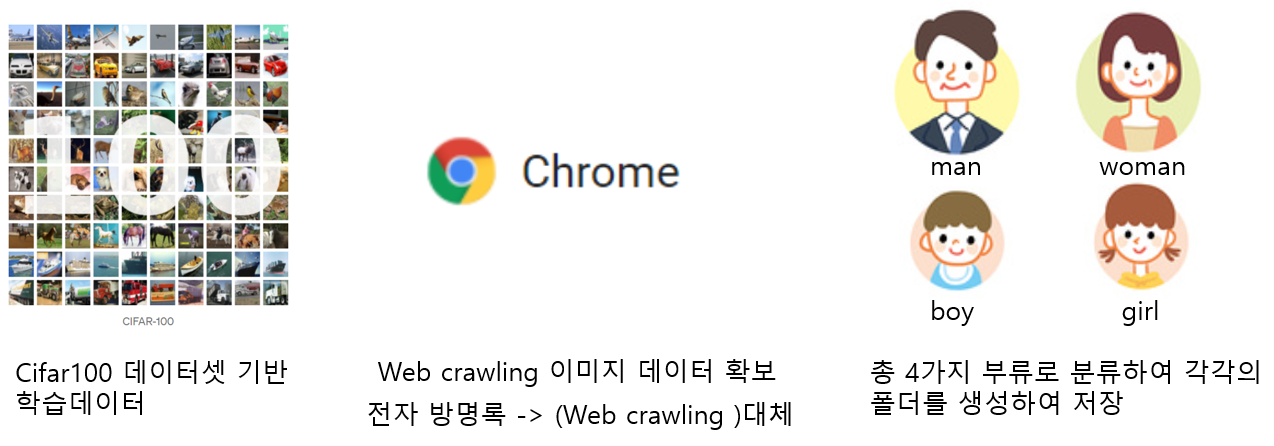 100
CIFAR-100
Cifar100 데이터셋 기반
학습데이터
Chrome
Web crawling 이미지 데이터 확보
전자 방명록 -> (Web crawling )대체
man
woman
boy
girl
총 4가지 부류로 분류하여 각각의
폴더를 생성하여 저장